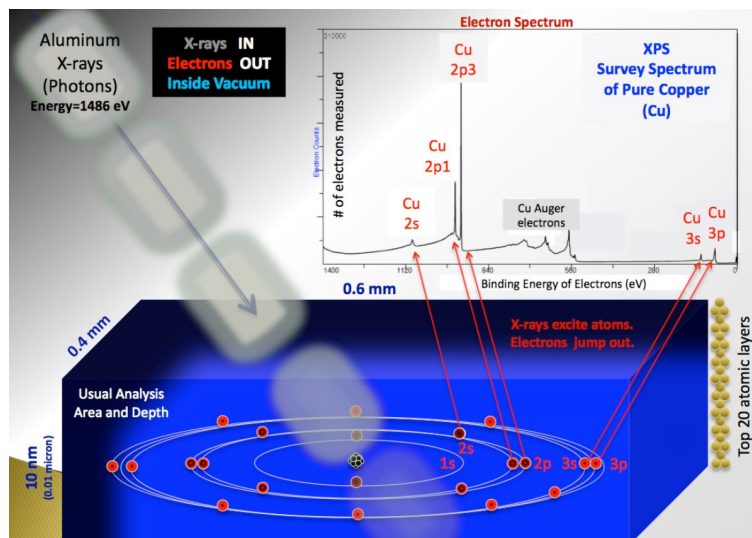 Electron Spectrum
Aluminum
X-rays
(Photons)
Energy=1486 eV
X-rays IN
Electrons OUT
Inside Vacuum
310000
Electron Counts
# of electrons measured
Cu
2p3
Cu
2p1
Cu
2s
Cu Auger
electrons
Cu
3s
Cu
3p
XPS
Survey Spectrum
of Pure Copper
(Cu)
1400
1120
840
560
280
0
Binding Energy of Electrons (eV)
0.6 mm
0.4 mm
X-rays excite atoms.
Electrons jump out.
Usual Analysis
Area and Depth
10 nm
(0.01 micron)
1s
2s
2p
3s
3p
Top 20 atomic layers